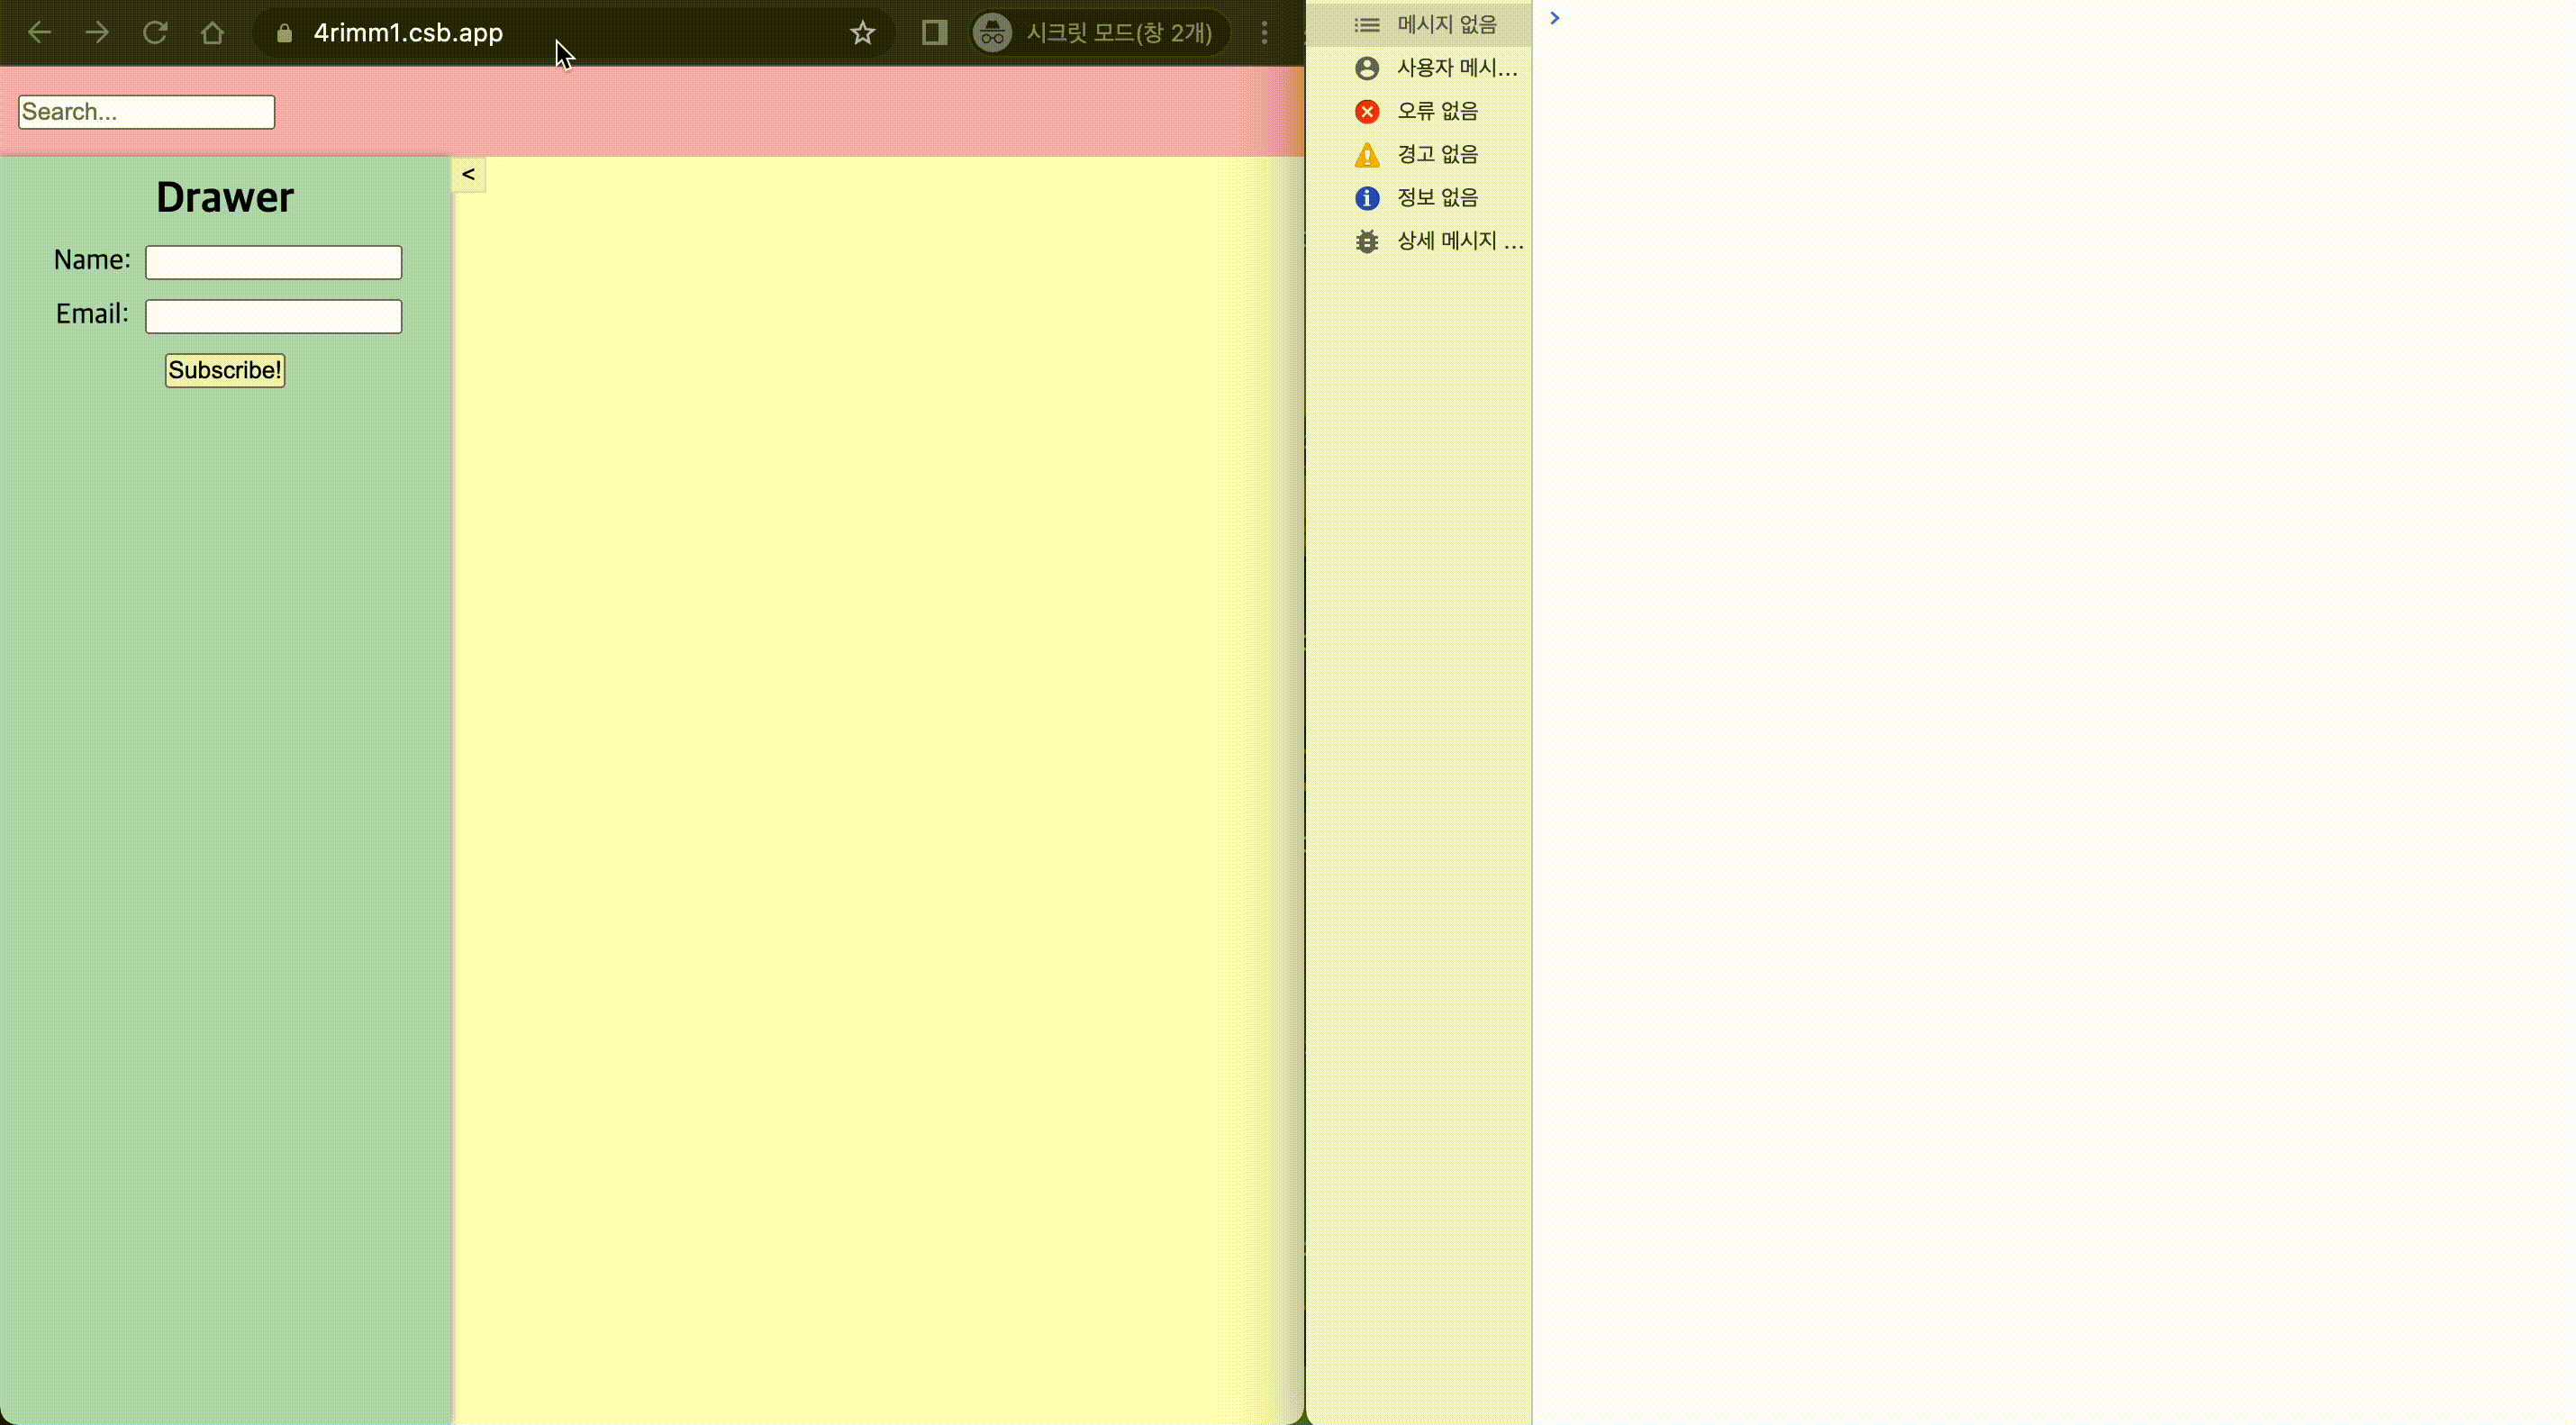 4rimm1.csb.app
시크릿 모드(창 2개)
Search...
<
Drawer
Name:
Email:
Subscribe!
메시지 없음
사용자 메시...
오류 없음
경고 없음
정보 없음
상세 메시지 ...
>